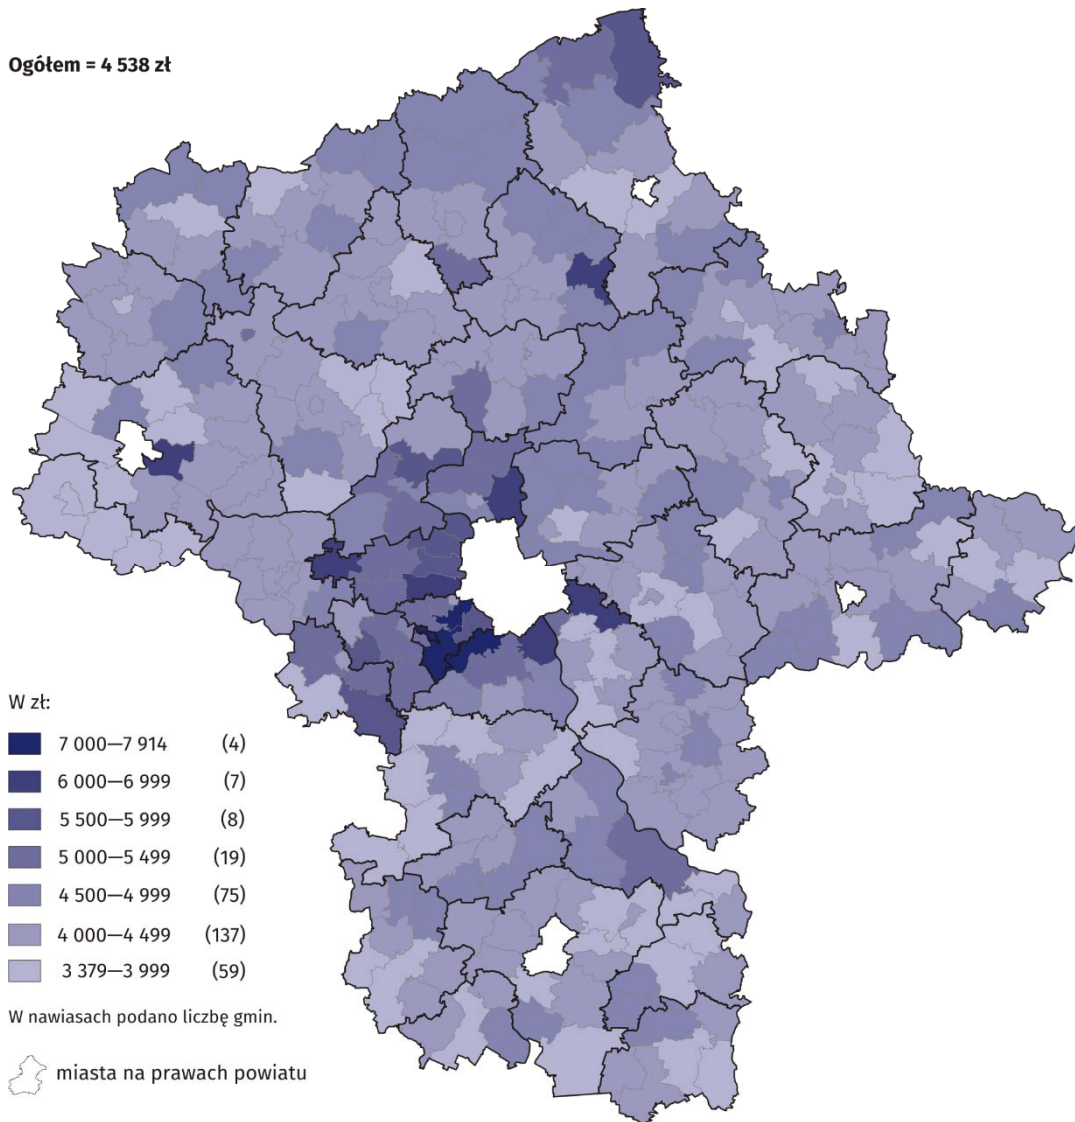 Ogółem = 4 538 zł
W zł:
7 000—7 914 (4)
6 000—6 999 (7)
5 500—5 999 (8)
5 000—5 499 (19)
4 500—4 999 (75)
4 000—4 499 (137)
3 379—3 999 (59)
W nawiasach podano liczbę gmin.
miasta na prawach powiatu